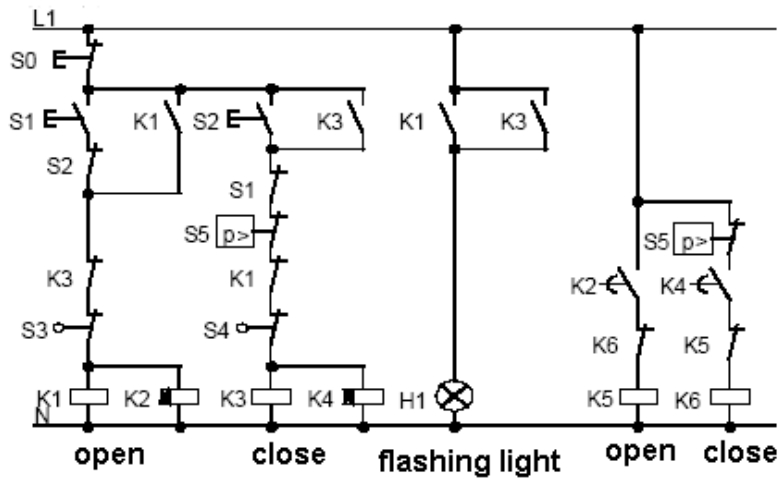 L1
S0
S1 K1 S2 K3 K1 K3
S2
S1
S5 p> S5 p>
K3 K1 K2 K4
S3 S4
K6 K5
K1 K2 K3 K4 H1 K5 K6
N
open close flashing light open close